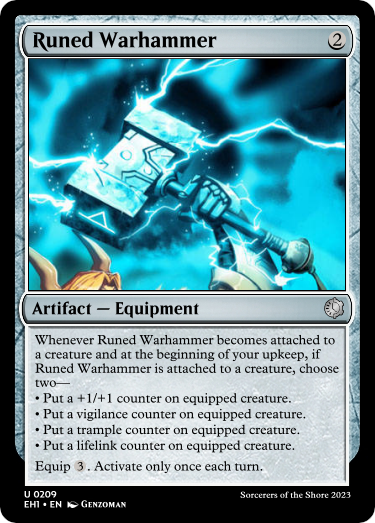 Runed Warhammer 2
Artifact — Equipment
Whenever Runed Warhammer becomes attached to
a creature and at the beginning of your upkeep, if
Runed Warhammer is attached to a creature, choose
two—
• Put a +1/+1 counter on equipped creature.
• Put a vigilance counter on equipped creature.
• Put a trample counter on equipped creature.
• Put a lifelink counter on equipped creature.
Equip 3. Activate only once each turn.
U 0209
EH1 • EN Genzoman
Sorcerers of the Shore 2023